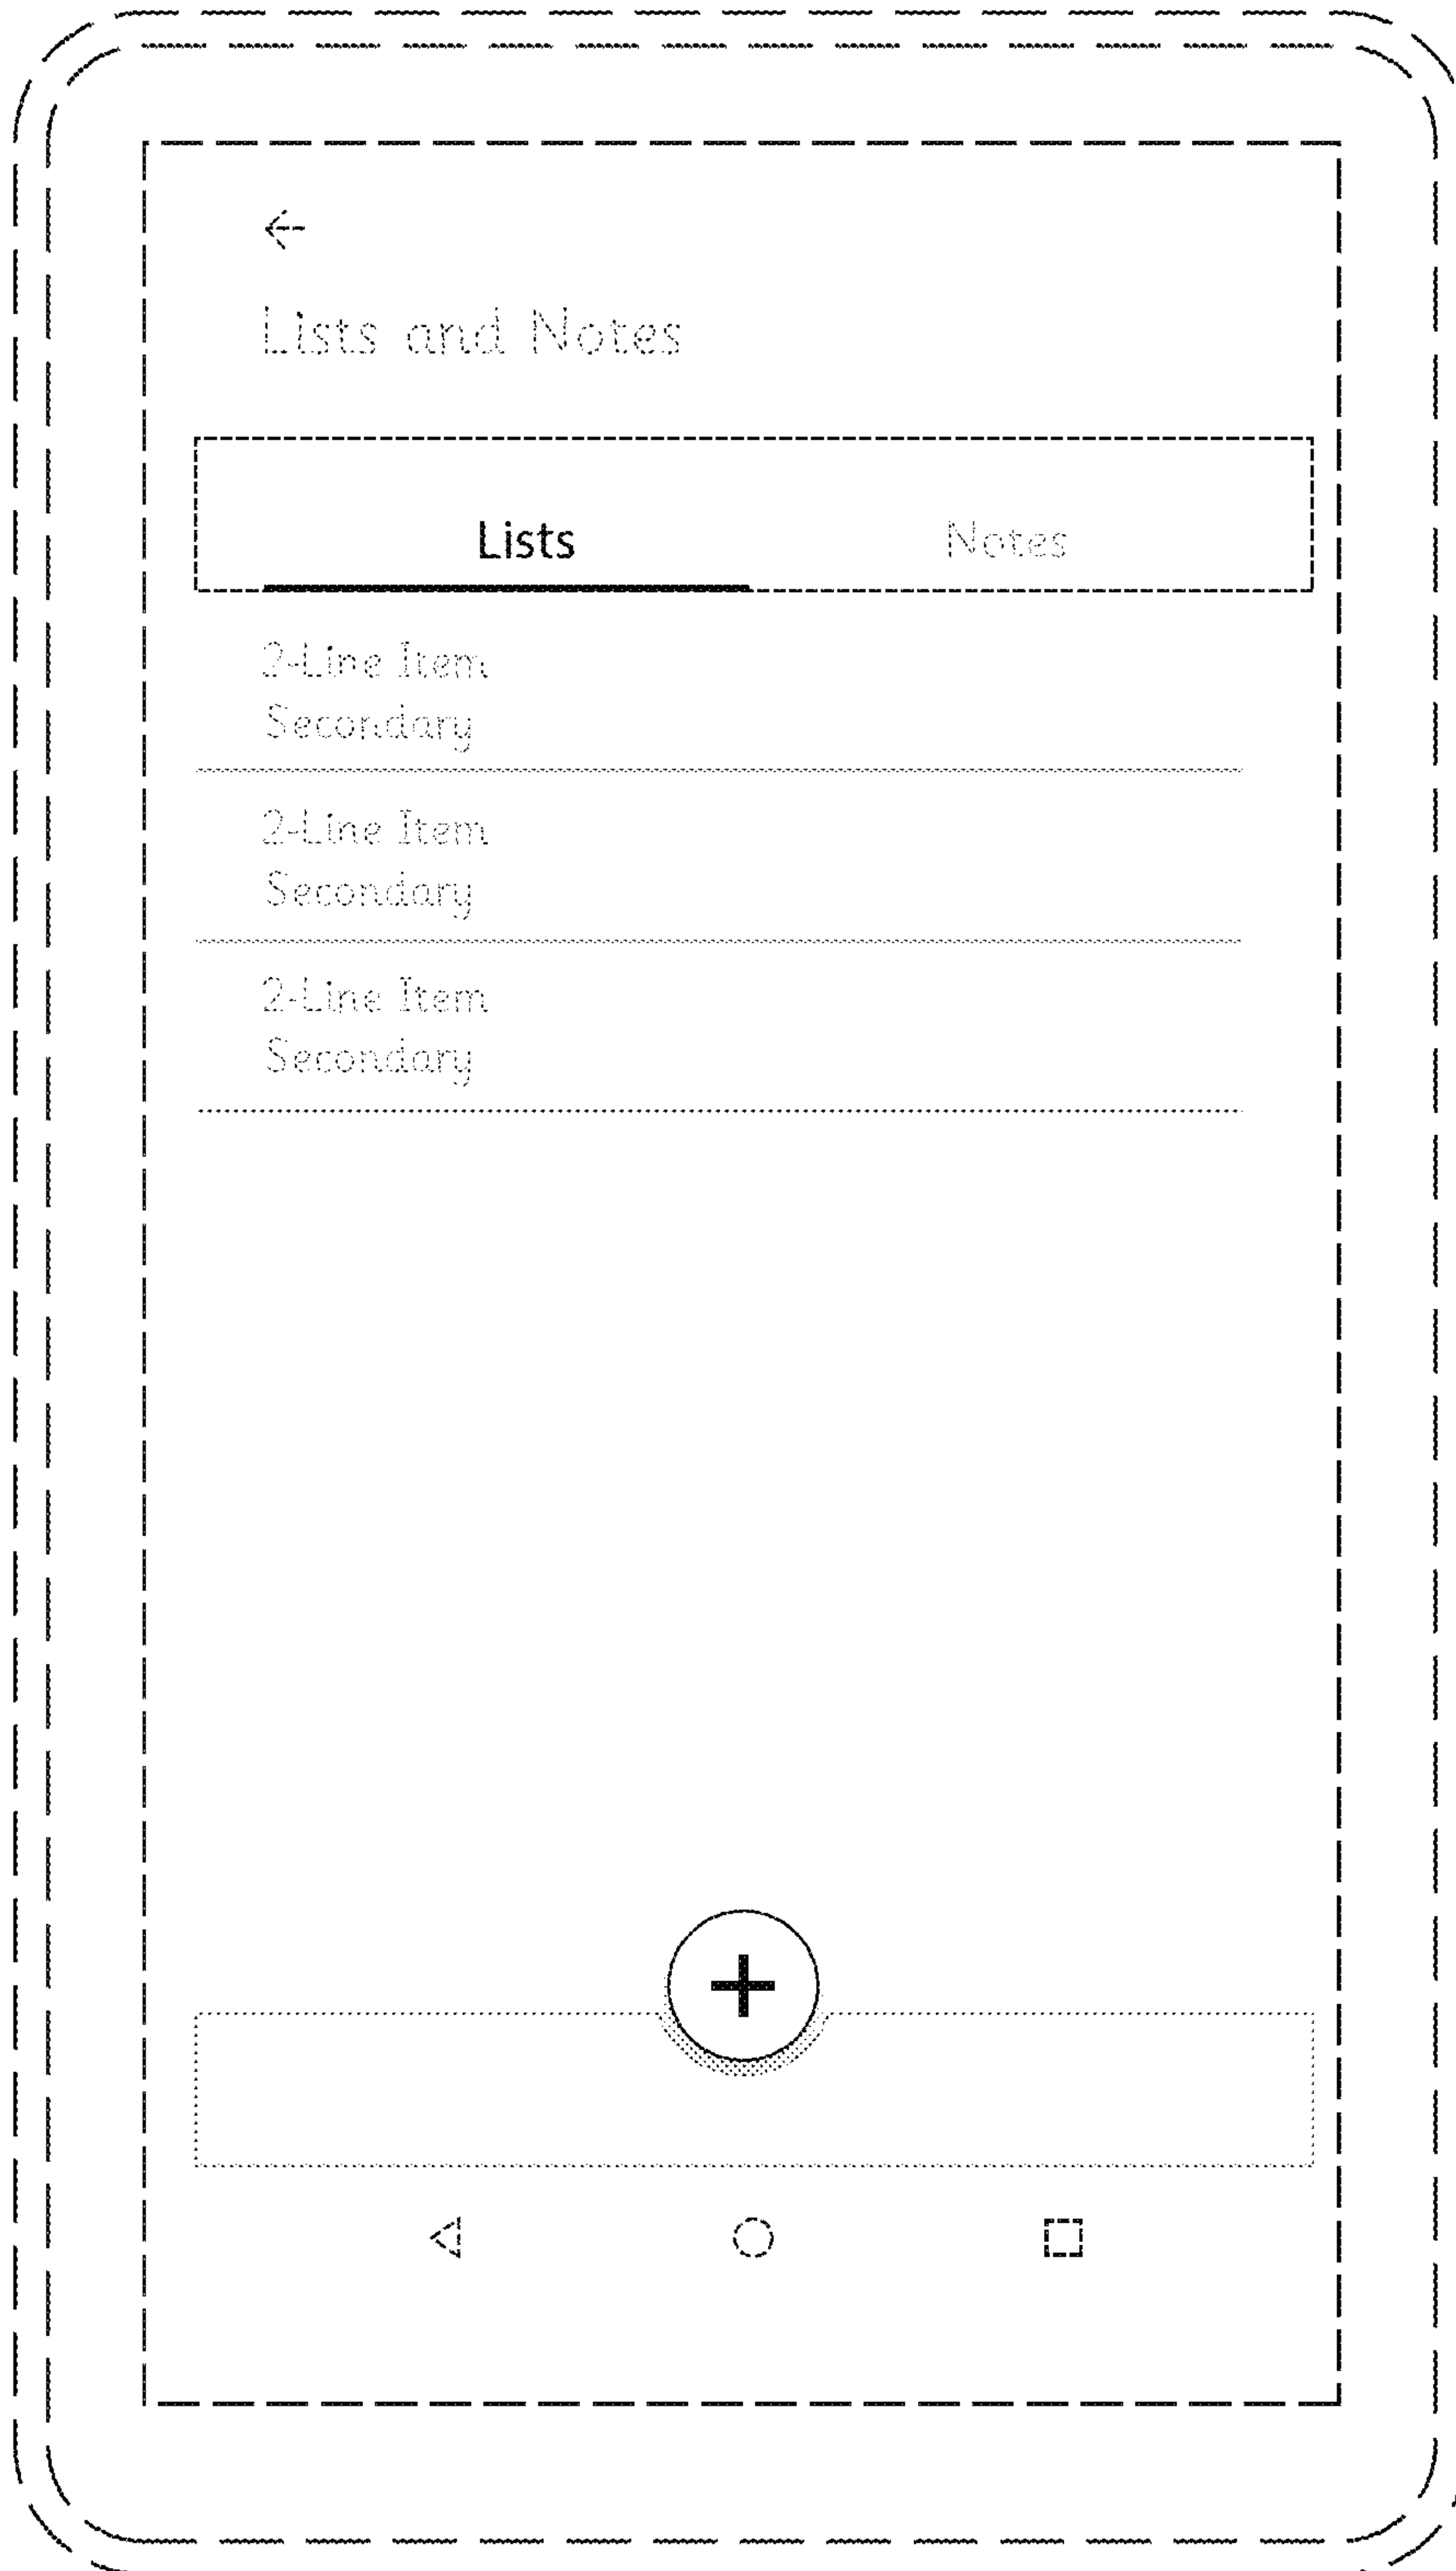 Lists and Notes
Lists Notes
2-Line Item
Secondary
2-Line Item
Secondary
2-Line Item
Secondary